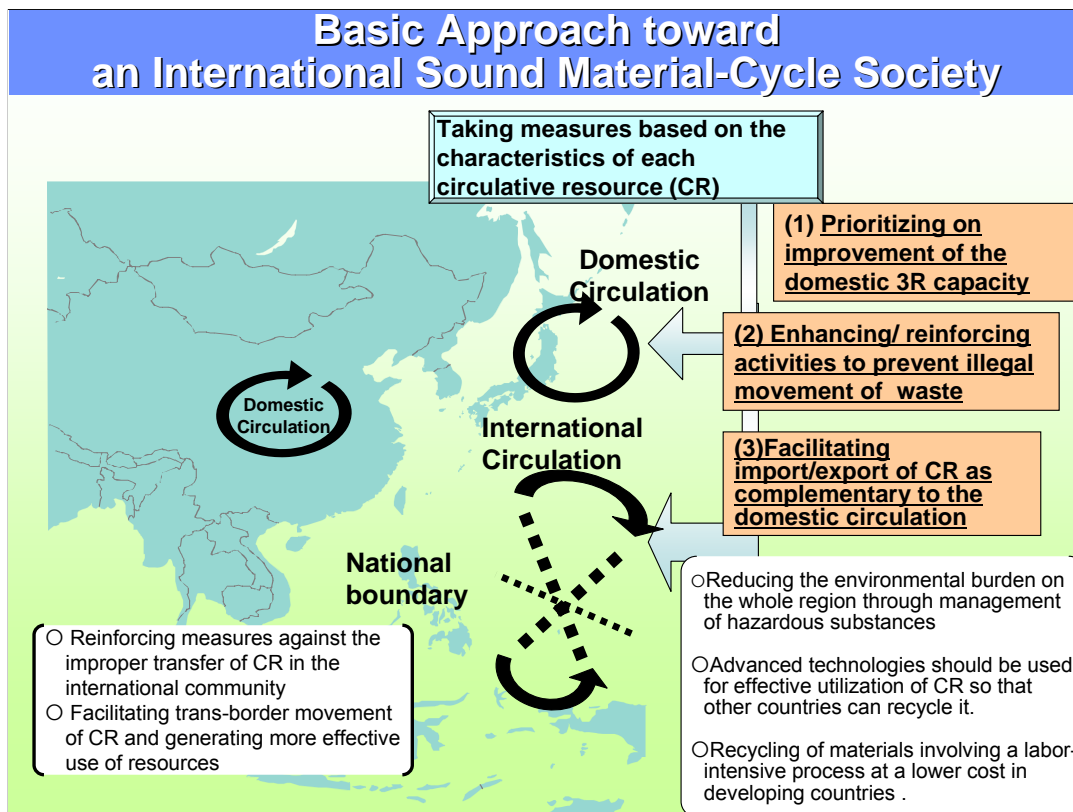 Basic Approach toward
an International Sound Material-Cycle Society
Taking measures based on the
characteristics of each
circulative resource (CR)
(1) Prioritizing on
improvement of the
domestic 3R capacity
Domestic
Circulation
(2) Enhancing/ reinforcing
activities to prevent illegal
movement of waste
Domestic
Circulation
International
Circulation
(3)Facilitating
import/export of CR as
complementary to the
domestic circulation
National
boundary
○Reducing the environmental burden on
the whole region through management
of hazardous substances
○Advanced technologies should be used
for effective utilization of CR so that
other countries can recycle it.
○Recycling of materials involving a labor-
intensive process at a lower cost in
developing countries .
○ Reinforcing measures against the
improper transfer of CR in the
international community
○ Facilitating trans-border movement
of CR and generating more effective
use of resources